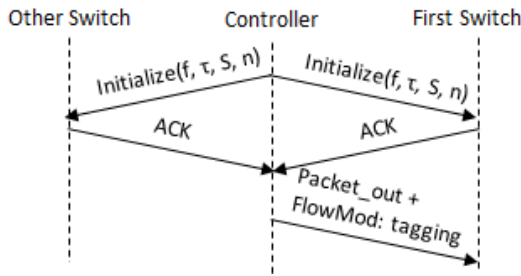 Other Switch
Controller
First Switch
Initialize(f, τ, S, n)
Initialize(f, τ, S, n)
ACK
ACK
Packet_out +
FlowMod: tagging